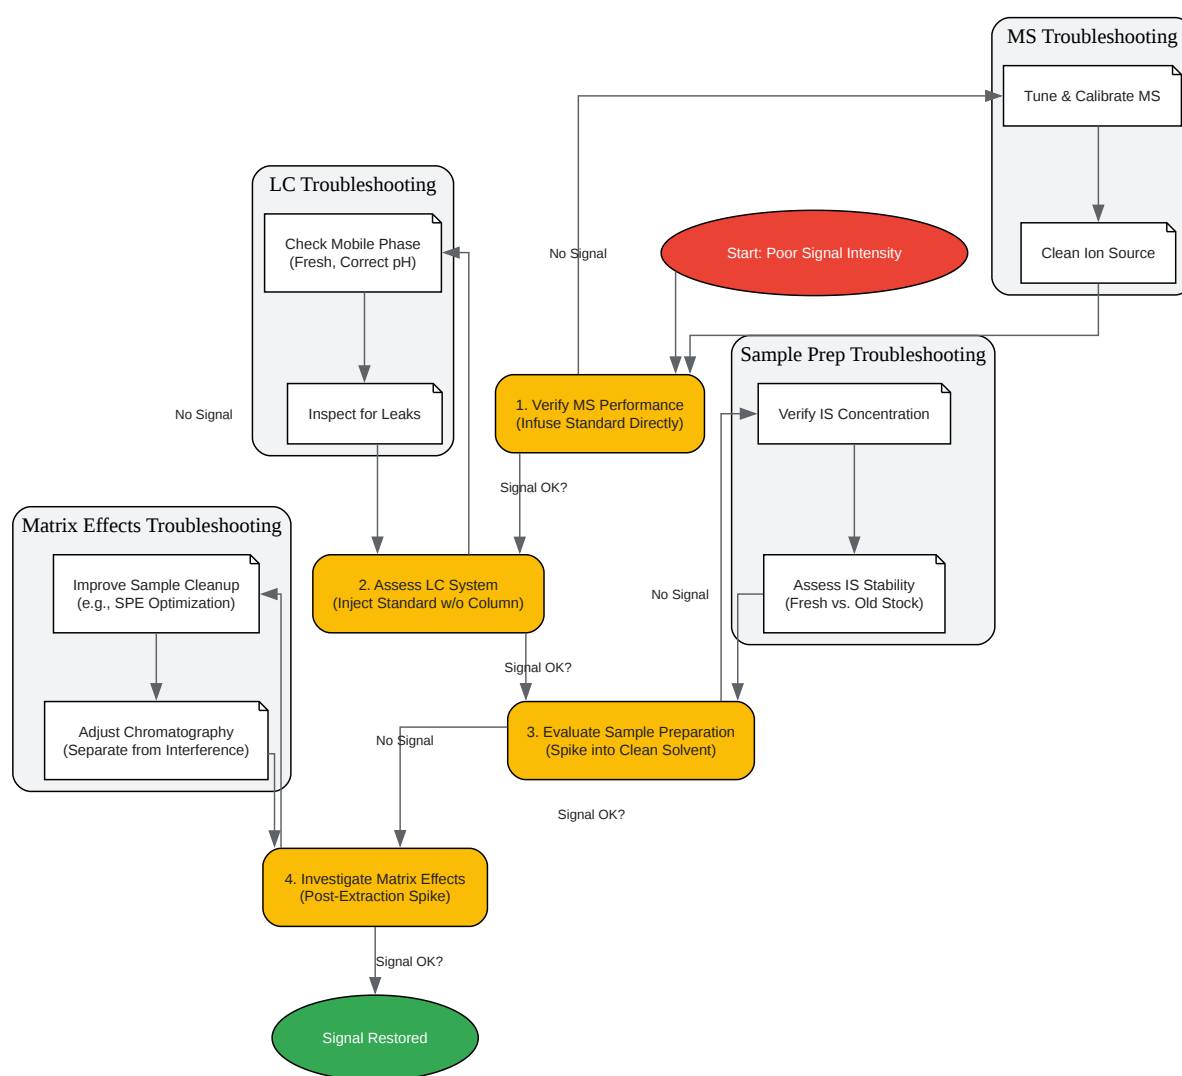 MS Troubleshooting
Tune & Calibrate MS
Clean Ion Source
LC Troubleshooting
Check Mobile Phase
(Fresh, Correct pH)
Inspect for Leaks
No Signal
Start: Poor Signal Intensity
No Signal
1. Verify MS Performance
(Infuse Standard Directly)
Signal OK?
Sample Prep Troubleshooting
Verify IS Concentration
Assess IS Stability
(Fresh vs. Old Stock)
No Signal
Matrix Effects Troubleshooting
Improve Sample Cleanup
(e.g., SPE Optimization)
Adjust Chromatography
(Separate from Interference)
2. Assess LC System
(Inject Standard w/o Column)
Signal OK?
3. Evaluate Sample Preparation
(Spike into Clean Solvent)
No Signal
Signal OK?
4. Investigate Matrix Effects
(Post-Extraction Spike)
Signal OK?
Signal Restored